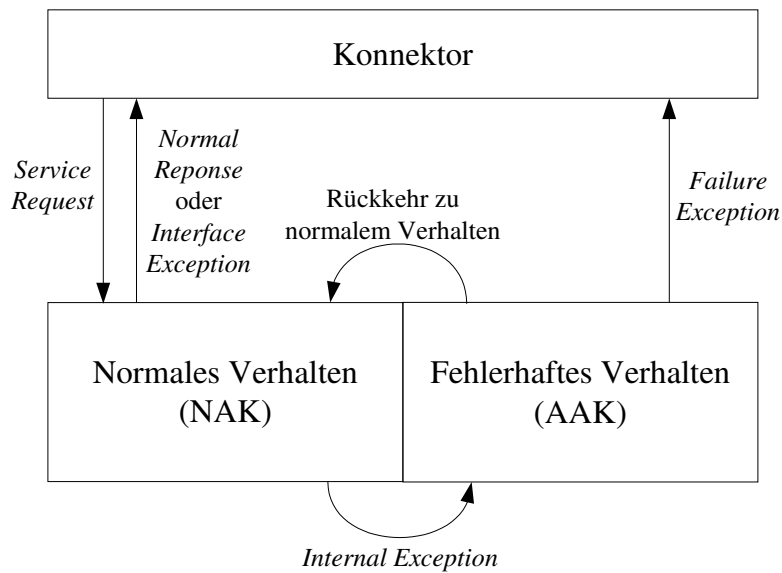 Konnektor
Service
Request
Normal
Reponse
oder
Interface
Exception
Rückkehr zu
normalem Verhalten
Failure
Exception
Normales Verhalten
(NAK)
Fehlerhaftes Verhalten
(AAK)
Internal Exception